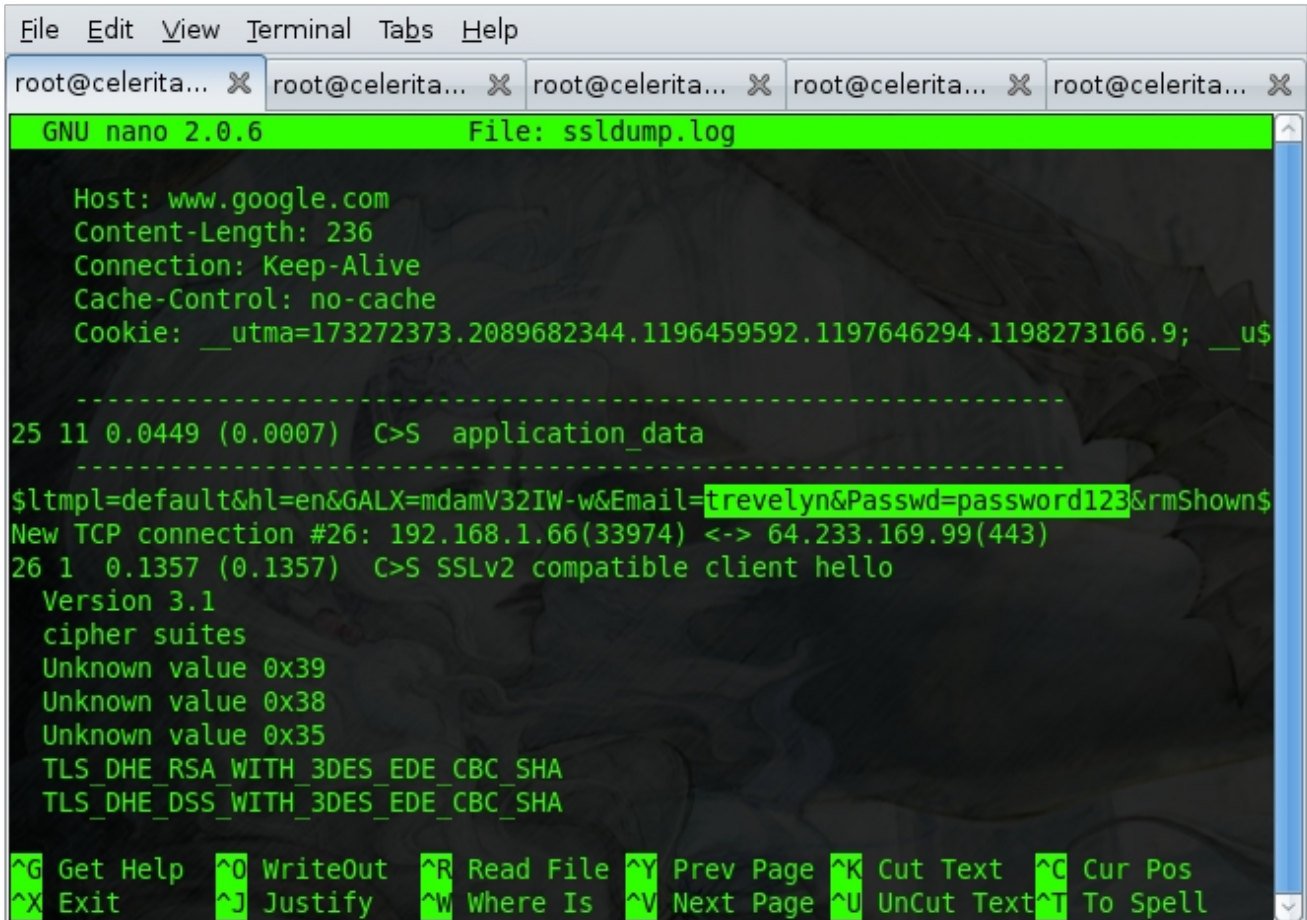 File Edit View Terminal Tabs Help
root@celerita... root@celerita... root@celerita... root@celerita... root@celerita...
GNU nano 2.0.6 File: ssldump.log
Host: www.google.com
Content-Length: 236
Connection: Keep-Alive
Cache-Control: no-cache
Cookie: __utma=173272373.2089682344.1196459592.1197646294.1198273166.9; __u$
---------------------------------------------------------------
25 11 0.0449 (0.0007) C>S application_data
---------------------------------------------------------------
$ltmpl=default&hl=en&GALX=mdamV32IW-w&Email=trevelyn&Passwd=password123&rmShown$
New TCP connection #26: 192.168.1.66(33974) <-> 64.233.169.99(443)
26 1 0.1357 (0.1357) C>S SSLv2 compatible client hello
Version 3.1
cipher suites
Unknown value 0x39
Unknown value 0x38
Unknown value 0x35
TLS_DHE_RSA_WITH_3DES_EDE_CBC_SHA
TLS_DHE_DSS_WITH_3DES_EDE_CBC_SHA
^G Get Help ^O WriteOut ^R Read File ^Y Prev Page ^K Cut Text ^C Cur Pos
^X Exit ^J Justify ^W Where Is ^V Next Page ^U UnCut Text ^T To Spell